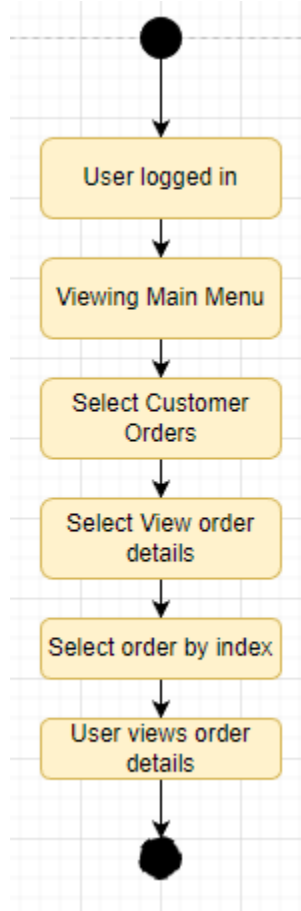 User logged in
Viewing Main Menu
Select Customer
Orders
Select View order
details
Select order by index
User views order
details